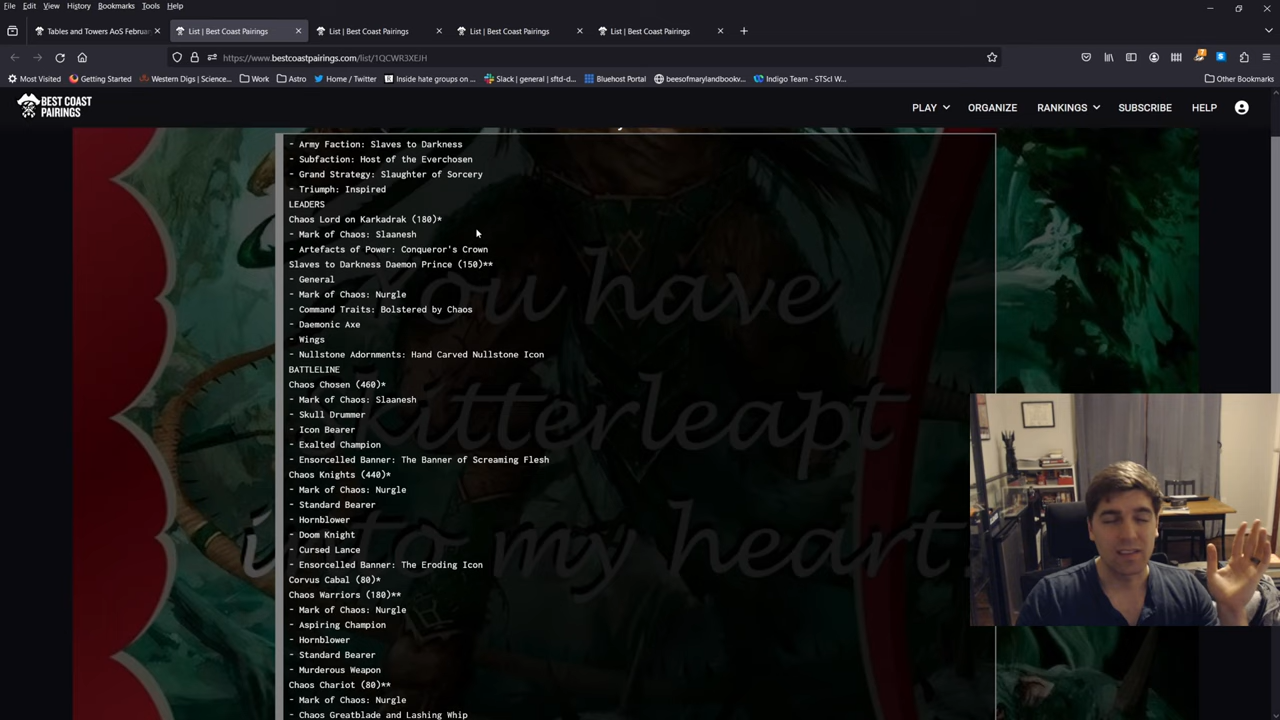 File Edit View History Bookmarks Tools Help
Tables and Towers AoS Februar
List | Best Coast Pairings
List | Best Coast Pairings
List | Best Coast Pairings
List | Best Coast Pairings
https://www.bestcoastpairings.com/list/1QCWR3XEJH
Most Visited Getting Started Western Digs | Science... Work Astro Home / Twitter Inside hate groups on ... Slack | general | sftd-d... Bluehost Portal beesofmarylandbookv... Indigo Team - STScI W... Other Bookmarks
BEST COAST
PAIRINGS
PLAY ORGANIZE RANKINGS SUBSCRIBE HELP
- Army Faction: Slaves to Darkness
- Subfaction: Host of the Everchosen
- Grand Strategy: Slaughter of Sorcery
- Triumph: Inspired
LEADERS
Chaos Lord on Karkadrak (180)*
- Mark of Chaos: Slaanesh
- Artefacts of Power: Conqueror's Crown
Slaves to Darkness Daemon Prince (150)**
- General
- Mark of Chaos: Nurgle
- Command Traits: Bolstered by Chaos
- Daemonic Axe
- Wings
- Nullstone Adornments: Hand Carved Nullstone Icon
BATTLELINE
Chaos Chosen (460)*
- Mark of Chaos: Slaanesh
- Skull Drummer
- Icon Bearer
- Exalted Champion
- Ensorcelled Banner: The Banner of Screaming Flesh
Chaos Knights (440)*
- Mark of Chaos: Nurgle
- Standard Bearer
- Hornblower
- Doom Knight
- Cursed Lance
- Ensorcelled Banner: The Eroding Icon
Corvus Cabal (80)*
Chaos Warriors (180)**
- Mark of Chaos: Nurgle
- Aspiring Champion
- Hornblower
- Standard Bearer
- Murderous Weapon
Chaos Chariot (80)**
- Mark of Chaos: Nurgle
- Chaos Greatblade and Lashing Whip
You have
skitterleapt
into my heart